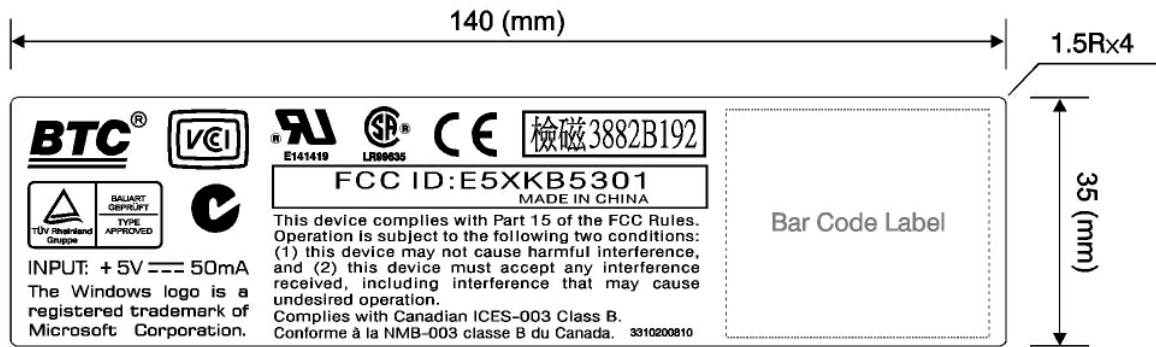 140 (mm)
1.5R×4
BTC®
VCI
®
E141419
SA®
LR99635
CE
檢磁3882B192
FCC ID:E5XKB5301
MADE IN CHINA
TÜV Rheinland
Gruppe
BAUART
GEPRÜFT
TYPE
APPROVED
INPUT: +5V 50mA
The Windows logo is a
registered trademark of
Microsoft Corporation.
This device complies with Part 15 of the FCC Rules.
Operation is subject to the following two conditions:
(1) this device may not cause harmful interference,
and (2) this device must accept any interference
received, including interference that may cause
undesired operation.
Complies with Canadian ICES-003 Class B.
Conforme à la NMB-003 classe B du Canada. 3310200810
Bar Code Label
35 (mm)